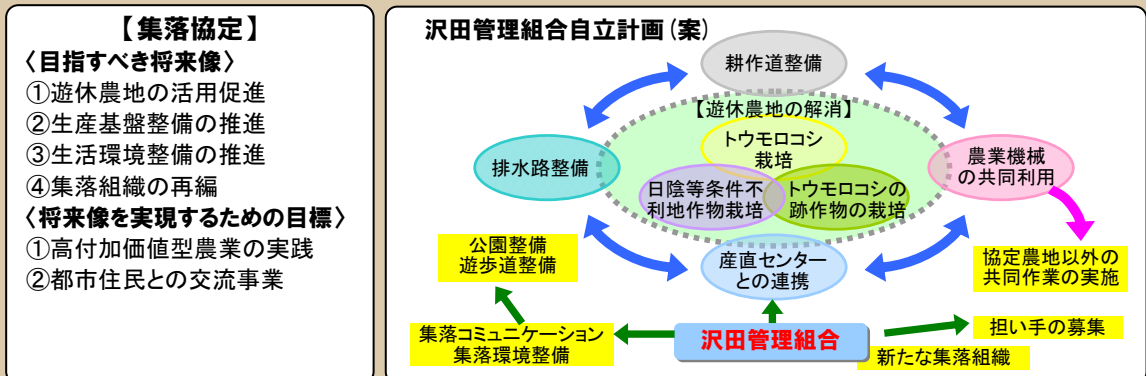 【集落協定】
〈目指すべき将来像〉
①遊休農地の活用促進
②生産基盤整備の推進
③生活環境整備の推進
④集落組織の再編
〈将来像を実現するための目標〉
①高付加価値型農業の実践
②都市住民との交流事業
沢田管理組合自立計画(案)
耕作道整備
【遊休農地の解消】
トウモロコシ
栽培
排水路整備
農業機械
の共同利用
日陰等条件不
利地作物栽培
トウモロコシの
跡作物の栽培
公園整備
遊歩道整備
産直センター
との連携
協定農地以外の
共同作業の実施
集落コミュニケーション
集落環境整備
沢田管理組合
担い手の募集
新たな集落組織